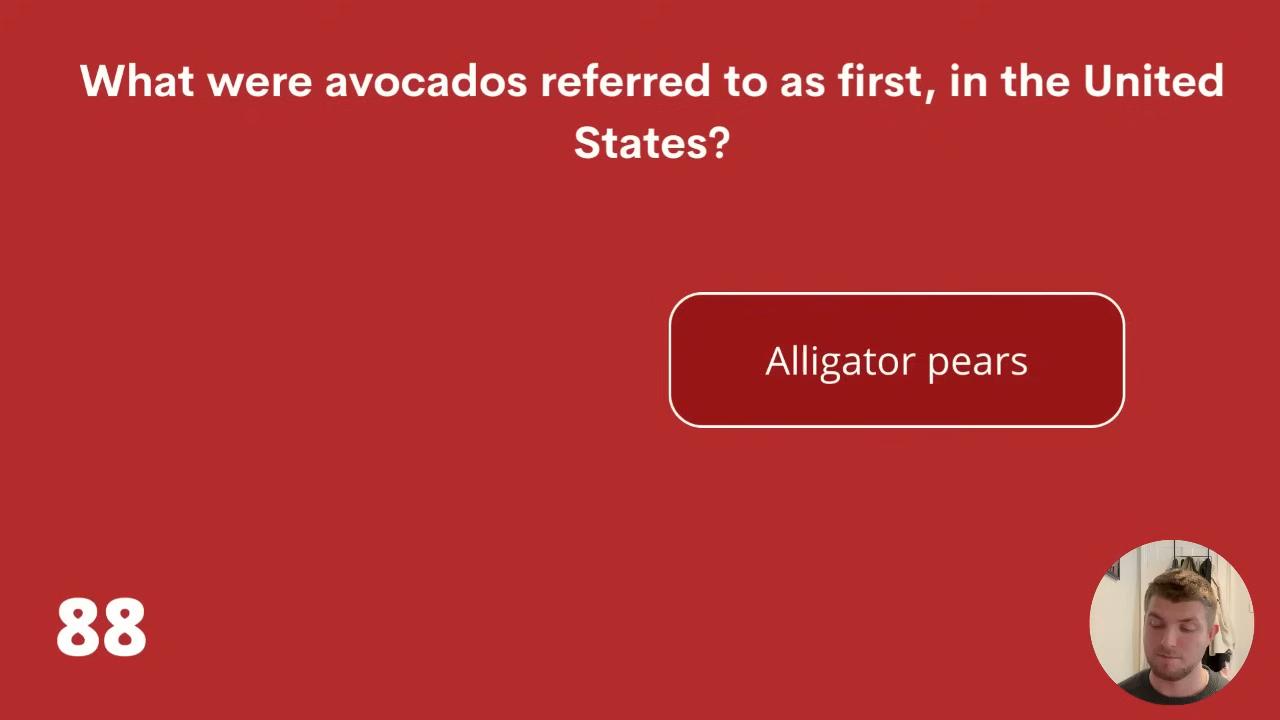 What were avocados referred to as first, in the United
States?
Alligator pears
88